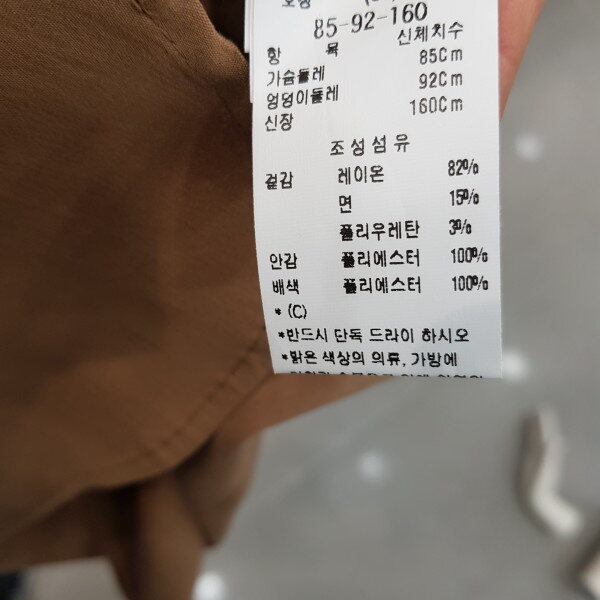 85-92-160
항 목 신체치수
가슴둘레 85Cm
엉덩이둘레 92Cm
신장 160Cm
조성섬유
겉감 레이온 82%
면 15%
폴리우레탄 3%
안감 폴리에스터 100%
배색 폴리에스터 100%
* (C)
*반드시 단독 드라이 하시오
*밝은 색상의 의류, 가방에